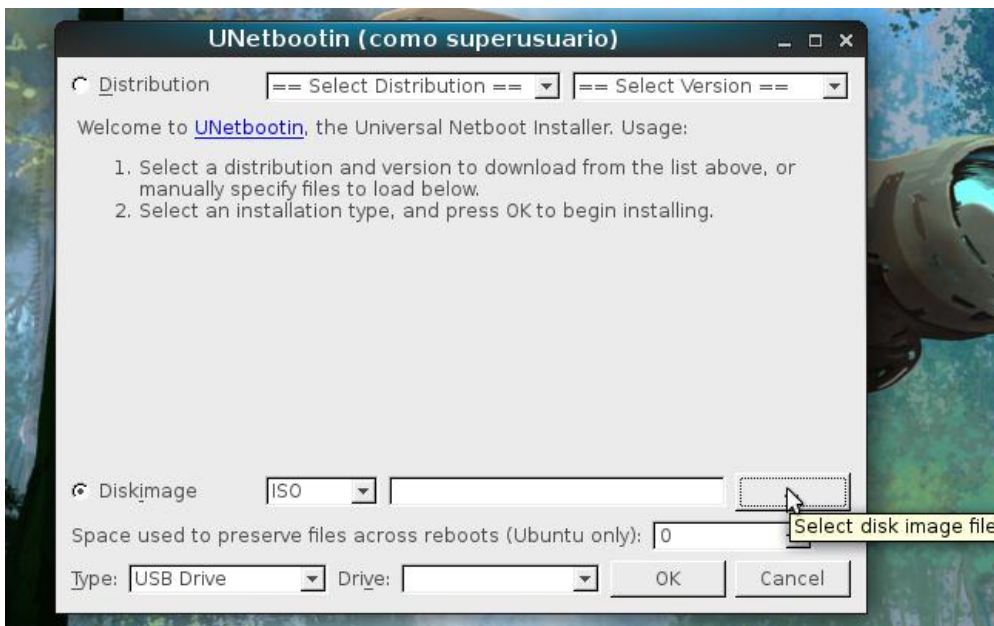 UNetbootin (como superusuario)
Distribution == Select Distribution == == Select Version ==
Welcome to UNetbootin, the Universal Netboot Installer. Usage:
1. Select a distribution and version to download from the list above, or
manually specify files to load below.
2. Select an installation type, and press OK to begin installing.
Diskimage ISO
Select disk image file
Space used to preserve files across reboots (Ubuntu only): 0
Type: USB Drive Drive: OK Cancel